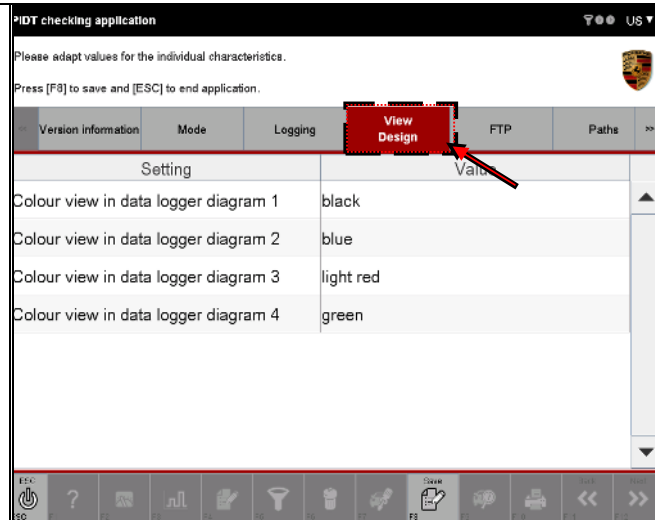 PIDT checking application
US
Please adapt values for the individual characteristics.
Press [F8] to save and [ESC] to end application.
Version information
Mode
Logging
View
Design
FTP
Paths
Setting
Value
Colour view in data logger diagram 1
black
Colour view in data logger diagram 2
blue
Colour view in data logger diagram 3
light red
Colour view in data logger diagram 4
green
ESC
Save
Back
Next
F8